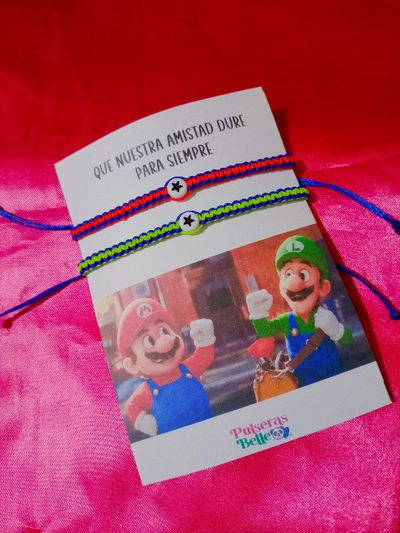 QUE NUESTRA AMISTAD DURE
PARA SIEMPRE
L
Pulseras
Belle